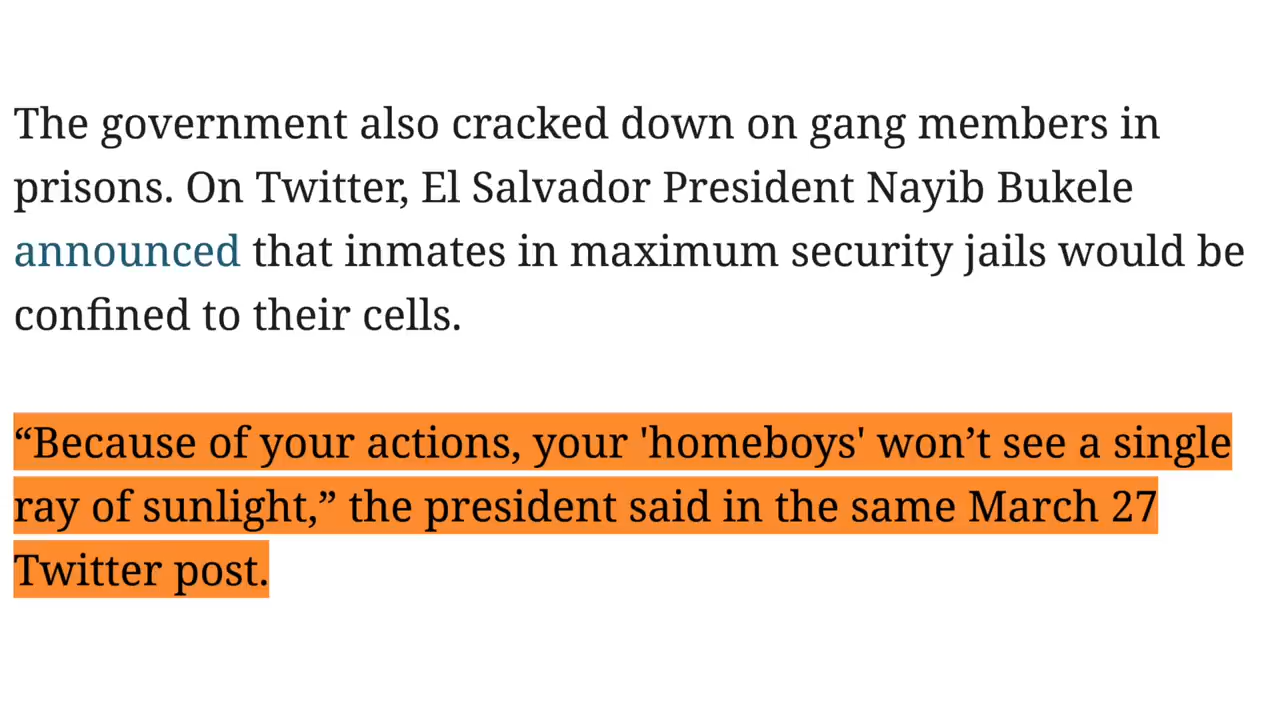 The government also cracked down on gang members in
prisons. On Twitter, El Salvador President Nayib Bukele
announced that inmates in maximum security jails would be
confined to their cells.
“Because of your actions, your 'homeboys' won’t see a single
ray of sunlight,” the president said in the same March 27
Twitter post.